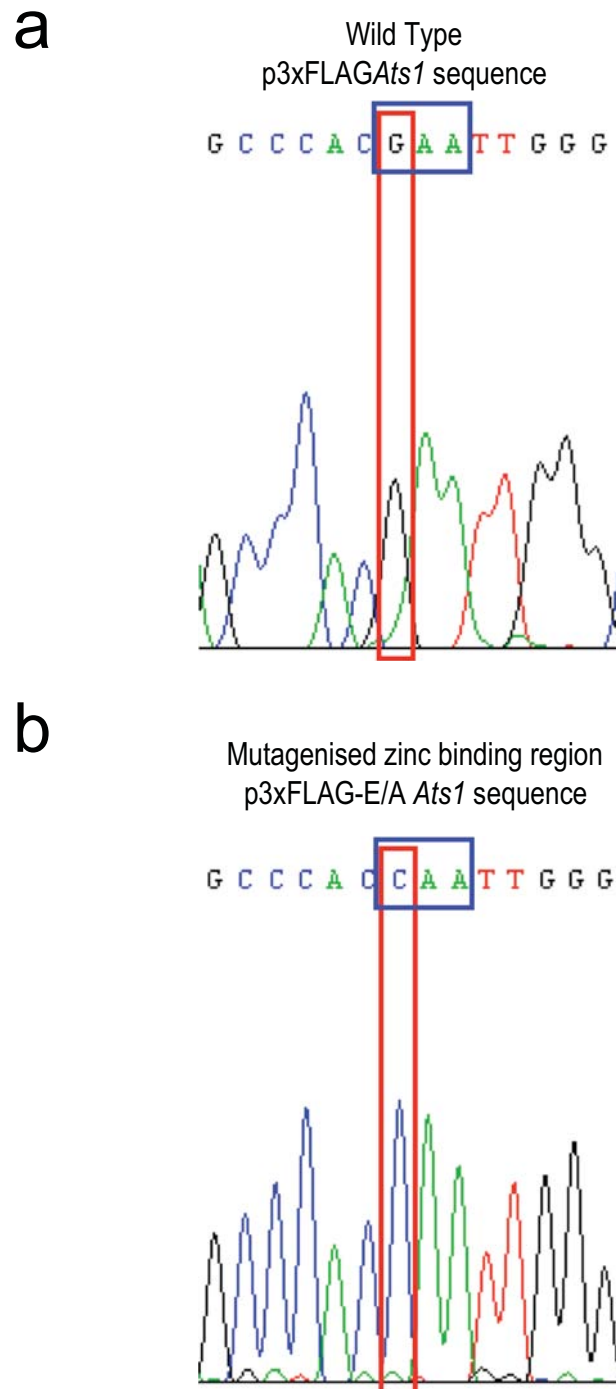 a
Wild Type
p3xFLAGAts1 sequence
G C C C A C G A A T T G G G
b
Mutagenised zinc binding region
p3xFLAG-E/A Ats1 sequence
G C C C A C C A A T T G G G